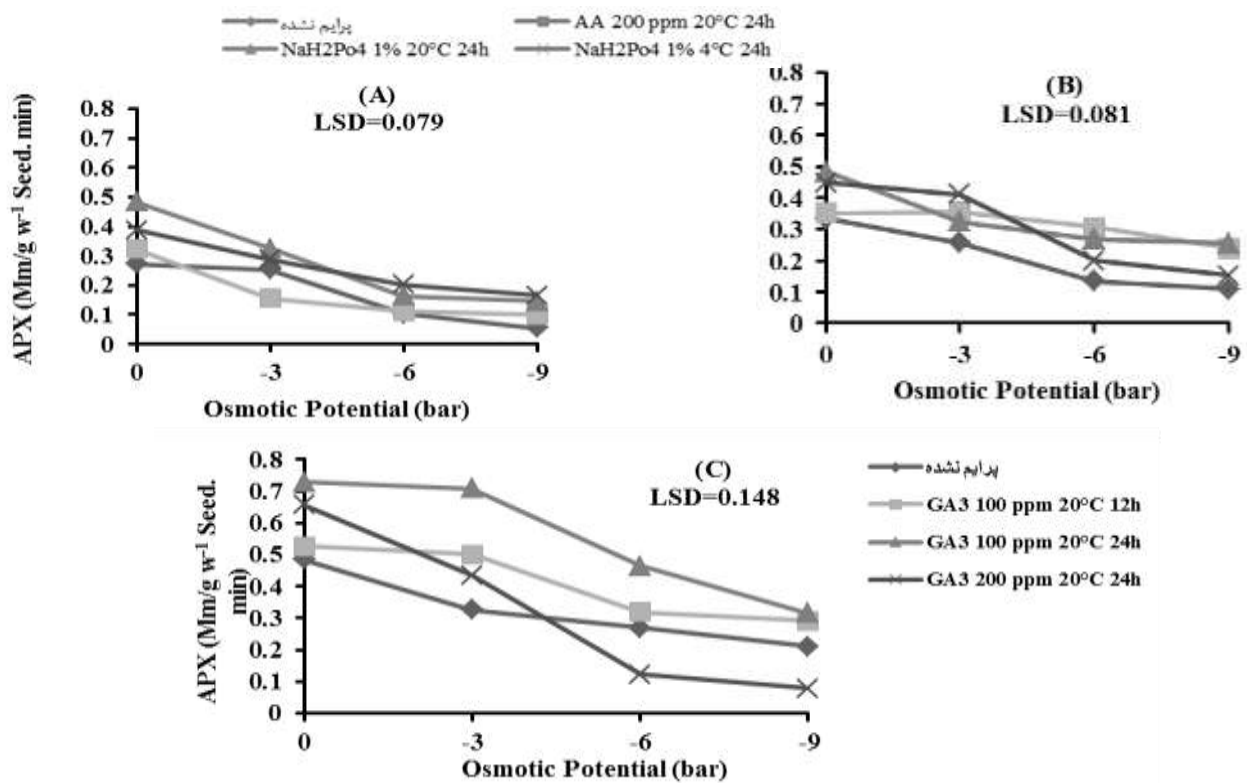 پرایم نشده
AA 200 ppm 20°C 24h
NaH2Po4 1% 20°C 24h
NaH2Po4 1% 4°C 24h
(A)
LSD=0.079
APX (Mm/g w⁻¹ Seed. min)
0.8
0.7
0.6
0.5
0.4
0.3
0.2
0.1
0
0 -3 -6 -9
Osmotic Potential (bar)
(B)
LSD=0.081
0.8
0.7
0.6
0.5
0.4
0.3
0.2
0.1
0
0 -3 -6 -9
Osmotic Potential (bar)
(C)
LSD=0.148
APX (Mm/g w⁻¹ Seed.
min)
0.8
0.7
0.6
0.5
0.4
0.3
0.2
0.1
0
0 -3 -6 -9
Osmotic Potential (bar)
پرایم نشده
GA3 100 ppm 20°C 12h
GA3 100 ppm 20°C 24h
GA3 200 ppm 20°C 24h